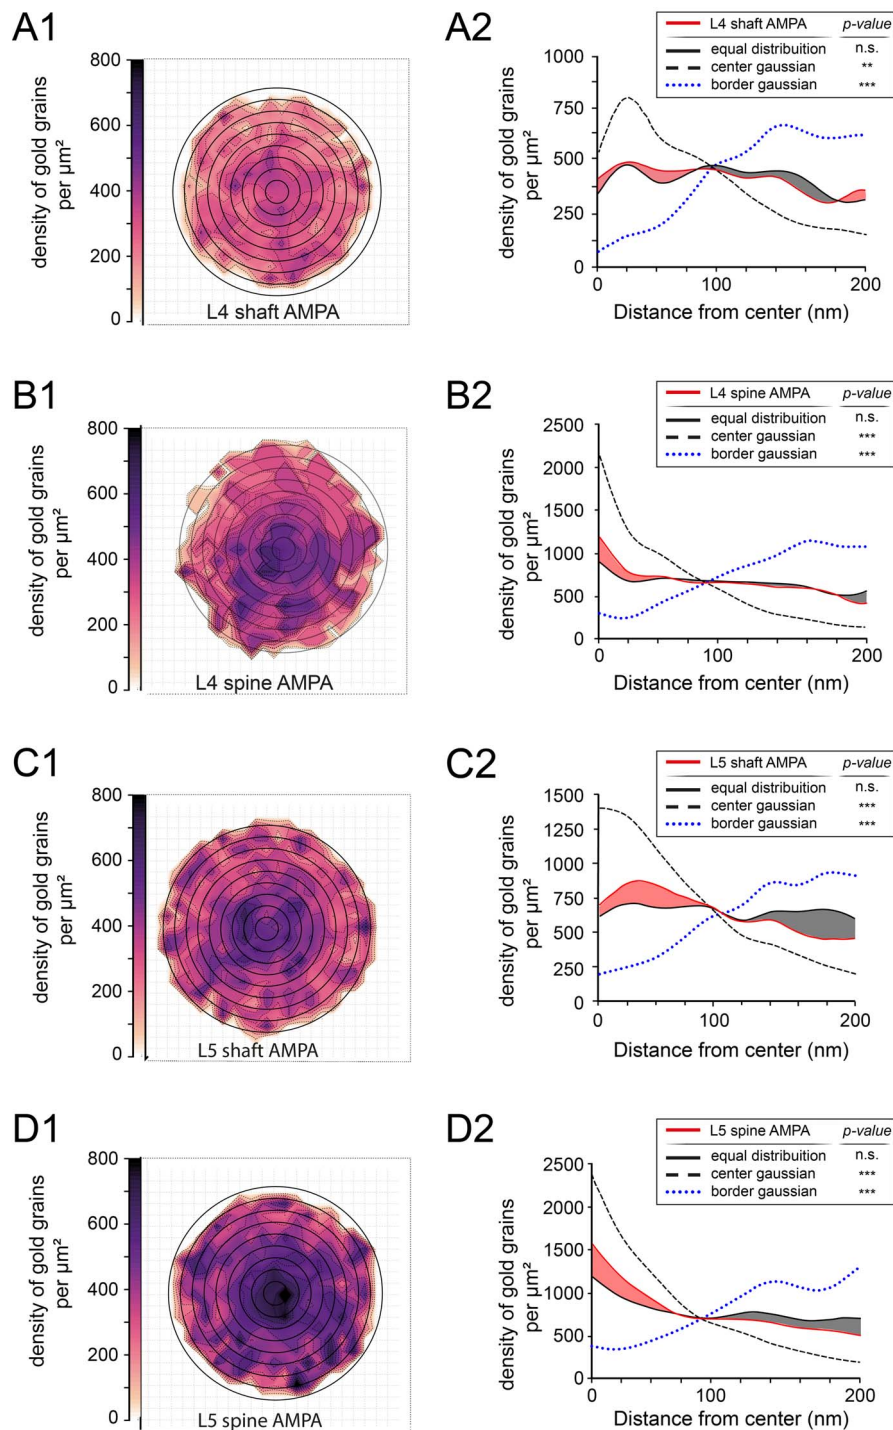 A1
density of gold grains
per µm²
800
600
400
200
0
L4 shaft AMPA
A2
L4 shaft AMPA p-value
equal distribuition n.s.
center gaussian **
border gaussian ***
density of gold grains
per µm²
1000
750
500
250
0
0 100 200
Distance from center (nm)
B1
density of gold grains
per µm²
800
600
400
200
0
L4 spine AMPA
B2
L4 spine AMPA p-value
equal distribuition n.s.
center gaussian ***
border gaussian ***
density of gold grains
per µm²
2500
2000
1500
1000
500
0
0 100 200
Distance from center (nm)
C1
density of gold grains
per µm²
800
600
400
200
0
L5 shaft AMPA
C2
L5 shaft AMPA p-value
equal distribuition n.s.
center gaussian ***
border gaussian ***
density of gold grains
per µm²
1500
1250
1000
750
500
250
0
0 100 200
Distance from center (nm)
D1
density of gold grains
per µm²
800
600
400
200
0
L5 spine AMPA
D2
L5 spine AMPA p-value
equal distribuition n.s.
center gaussian ***
border gaussian ***
density of gold grains
per µm²
2500
2000
1500
1000
500
0
0 100 200
Distance from center (nm)